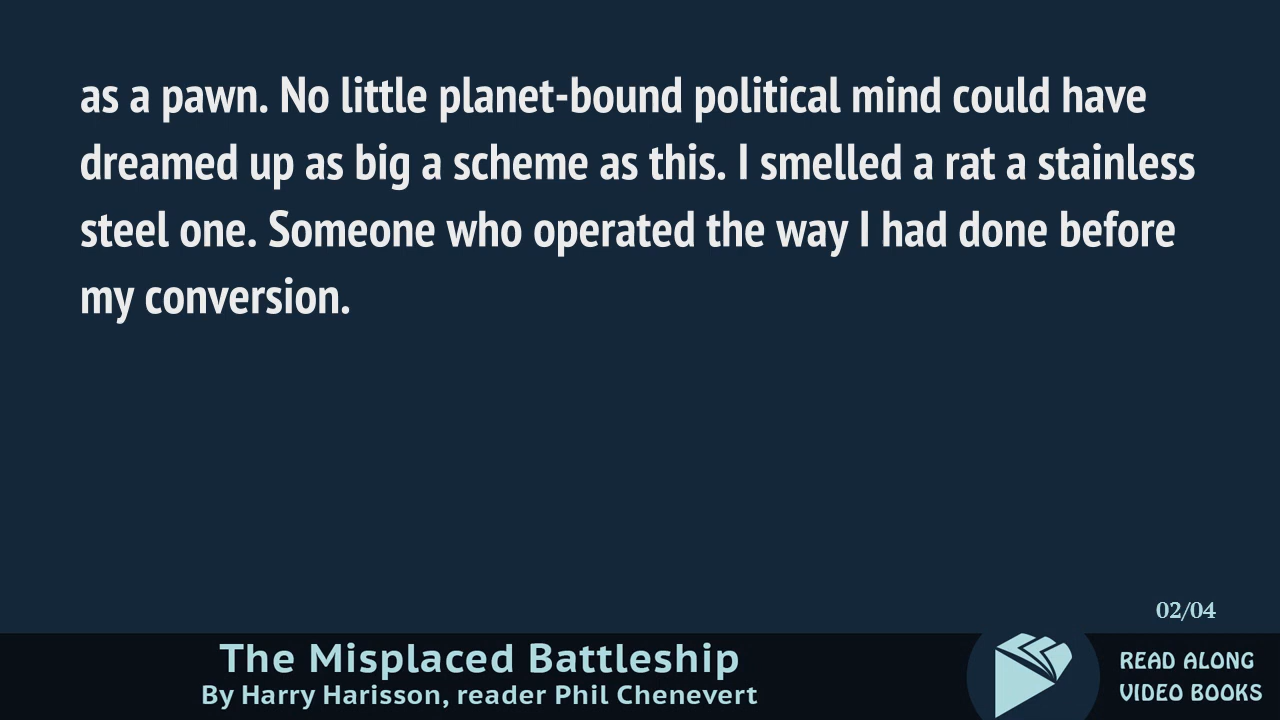 as a pawn. No little planet-bound political mind could have
dreamed up as big a scheme as this. I smelled a rat a stainless
steel one. Someone who operated the way I had done before
my conversion.
02/04
The Misplaced Battleship
By Harry Harisson, reader Phil Chenevert
READ ALONG
VIDEO BOOKS